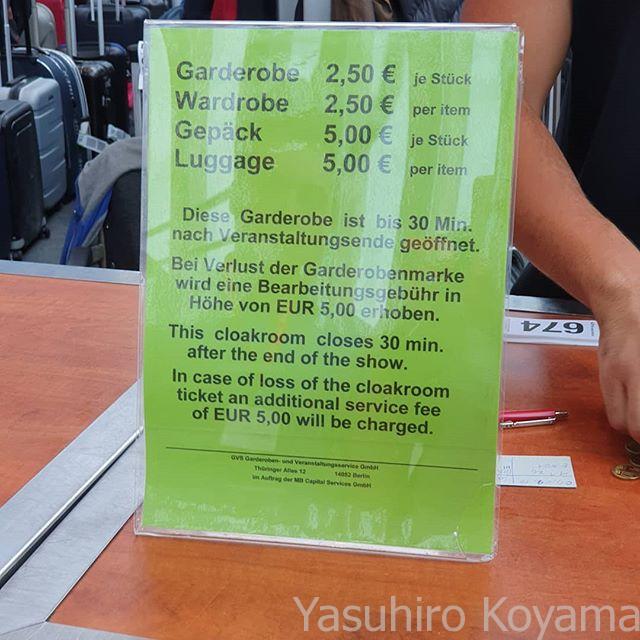 Garderobe 2,50 € je Stück
Wardrobe 2,50 € per item
Gepäck 5,00 € je Stück
Luggage 5,00 € per item
Diese Garderobe ist bis 30 Min.
nach Veranstaltungsende geöffnet.
Bei Verlust der Garderobenmarke
wird eine Bearbeitungsgebühr in
Höhe von EUR 5,00 erhoben.
This cloakroom closes 30 min.
after the end of the show.
In case of loss of the cloakroom
ticket an additional service fee
of EUR 5,00 will be charged.
GVS Garderoben- und Veranstaltungsservice GmbH
Thüringer Allee 12 14052 Berlin
im Auftrag der MB Capital Services GmbH
674
Yasuhiro Koyama